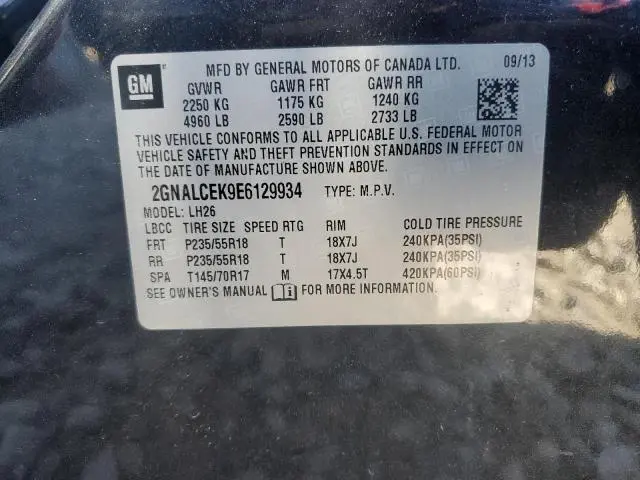 GM
MFD BY GENERAL MOTORS OF CANADA LTD. 09/13
GVWR GAWR FRT GAWR RR
2250 KG 1175 KG 1240 KG
4960 LB 2590 LB 2733 LB
THIS VEHICLE CONFORMS TO ALL APPLICABLE U.S. FEDERAL MOTOR
VEHICLE SAFETY AND THEFT PREVENTION STANDARDS IN EFFECT ON
THE DATE OF MANUFACTURE SHOWN ABOVE.
2GNALCEK9E6129934 TYPE: M.P.V.
MODEL: LH26
LBCC TIRE SIZE SPEED RTG RIM COLD TIRE PRESSURE
FRT P235/55R18 T 18X7J 240KPA(35PSI)
RR P235/55R18 T 18X7J 240KPA(35PSI)
SPA T145/70R17 M 17X4.5T 420KPA(60PSI)
SEE OWNER'S MANUAL FOR MORE INFORMATION.